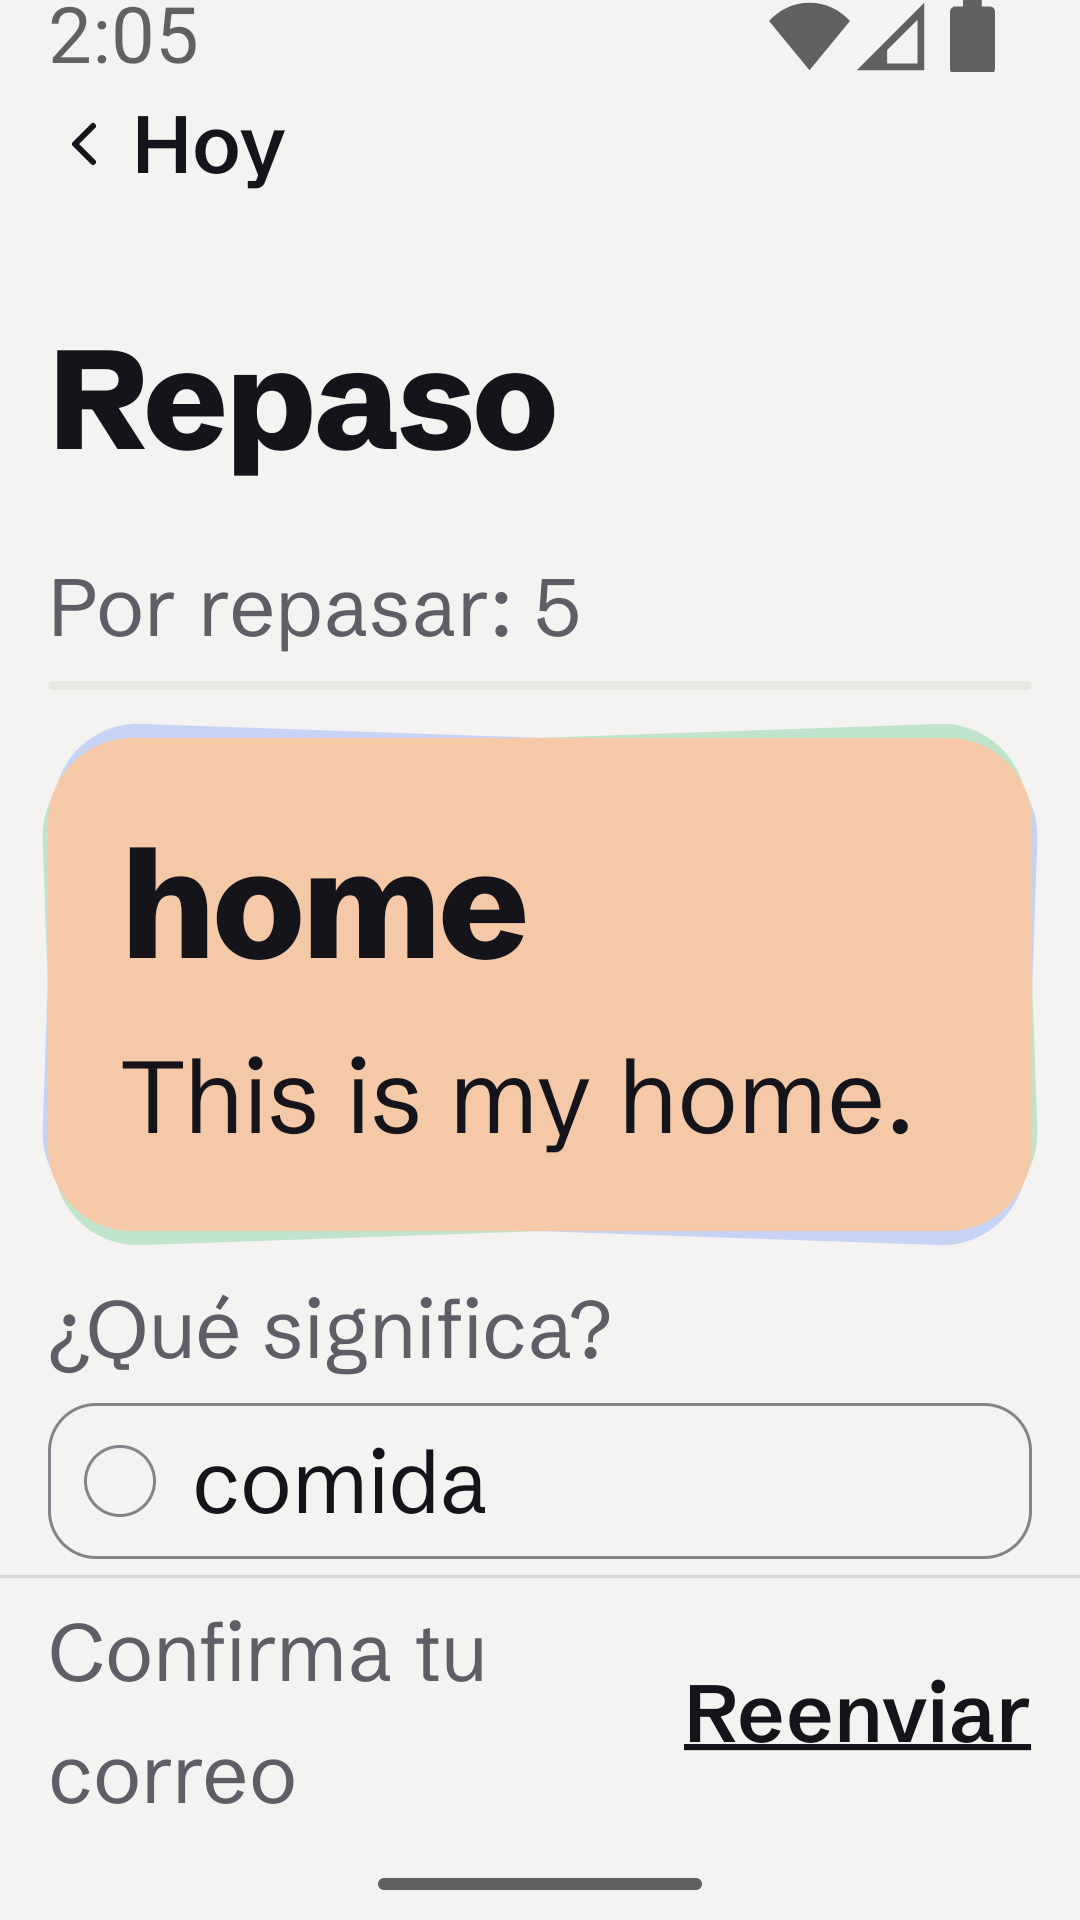 2:05
Hoy
Repaso
Por repasar: 5
home
This is my home.
¿Qué significa?
comida
Confirma tu
correo
Reenviar